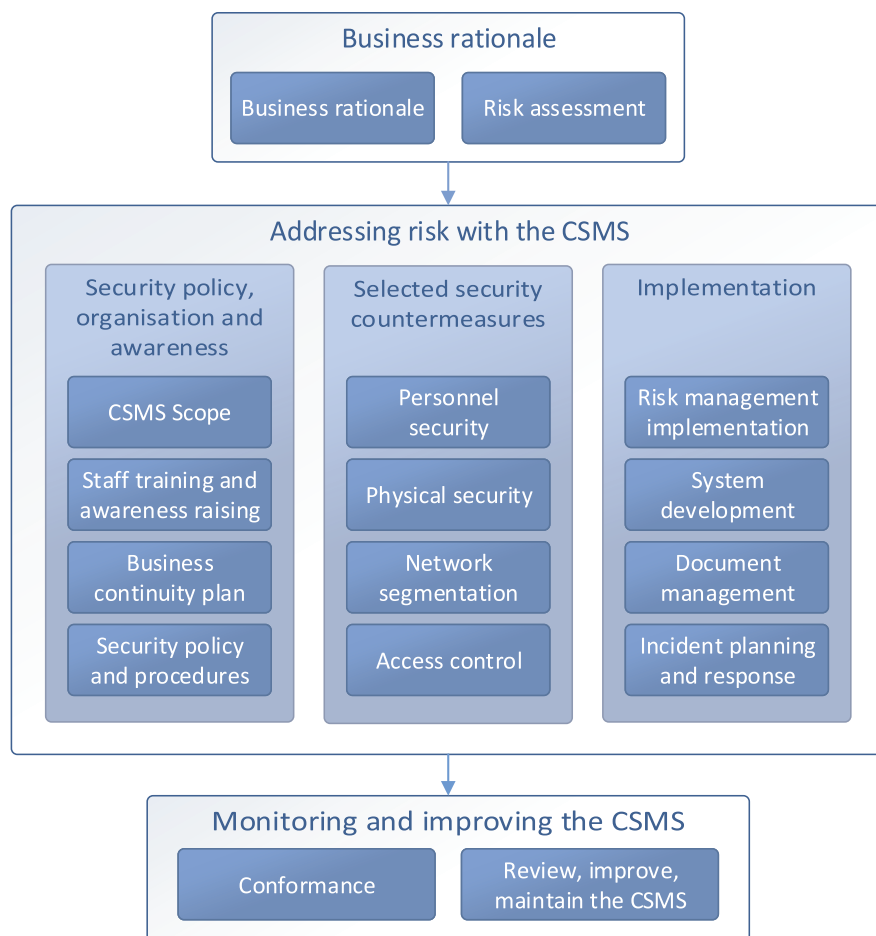 Business rationale
Business rationale
Risk assessment
Addressing risk with the CSMS
Security policy,
organisation and
awareness
CSMS Scope
Staff training and
awareness raising
Business
continuity plan
Security policy
and procedures
Selected security
countermeasures
Personnel
security
Physical security
Network
segmentation
Access control
Implementation
Risk management
implementation
System
development
Document
management
Incident planning
and response
Monitoring and improving the CSMS
Conformance
Review, improve,
maintain the CSMS